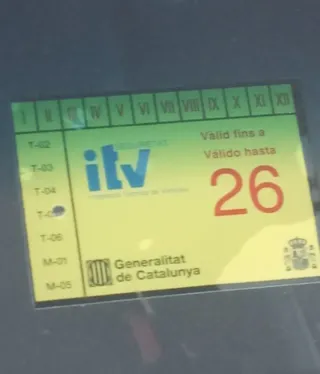 I II III IV V VI VII VIII IX X XI XII
T-02
T-03
T-04
T-06
M-01
M-05
itv
Vàlid fins a
Válido hasta
26
Generalitat
de Catalunya